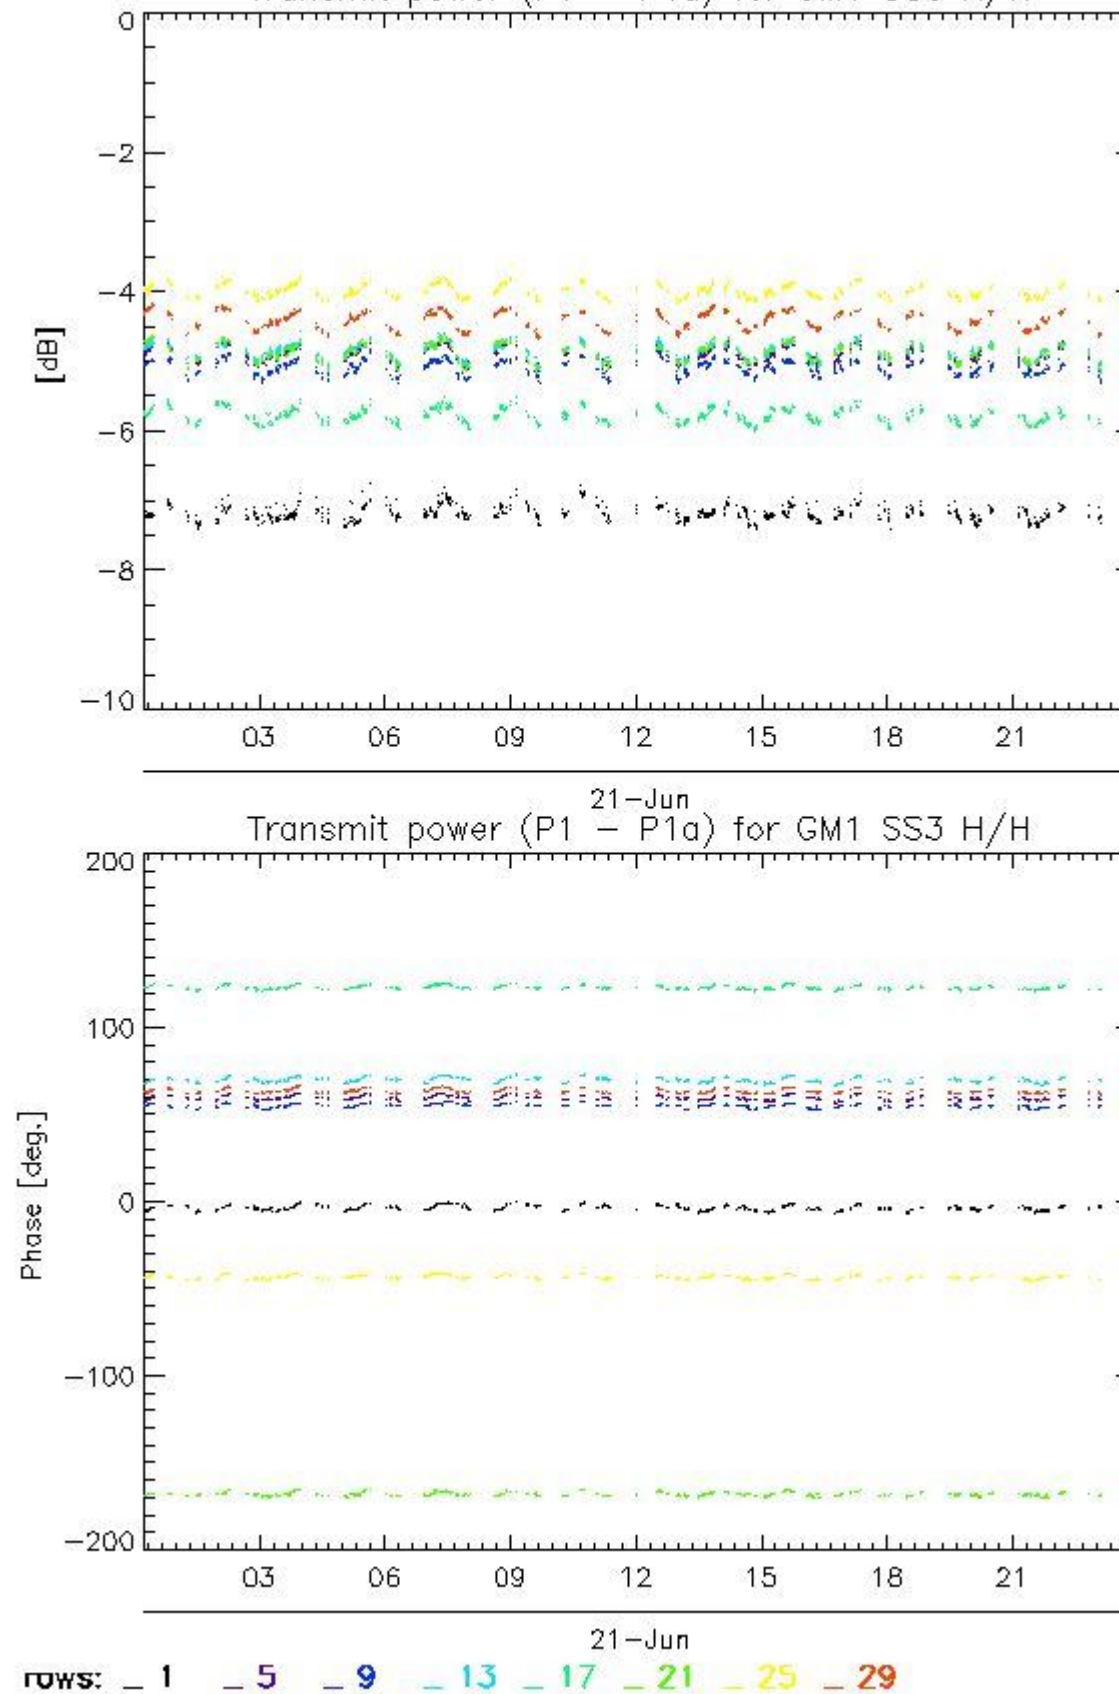 0
-2
-4
[dB]
-6
-8
-10
03 06 09 12 15 18 21
21-Jun
Transmit power (P1 - P1a) for GM1 SS3 H/H
200
100
0
Phase [deg.]
-100
-200
03 06 09 12 15 18 21
21-Jun
rows: _ 1 _ 5 _ 9 _ 13 _ 17 _ 21 _ 25 _ 29